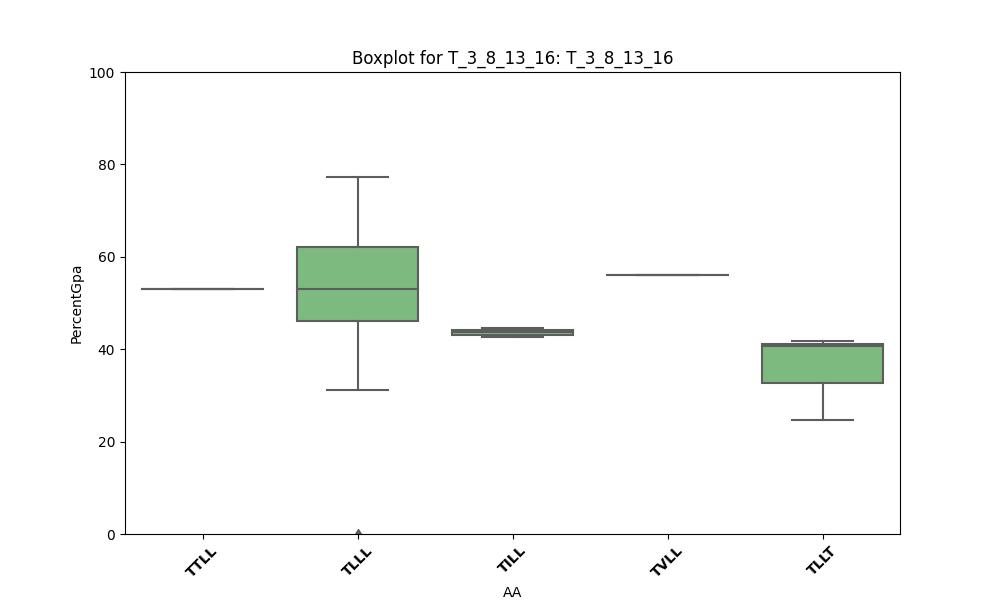 Boxplot for T_3_8_13_16: T_3_8_13_16
100
80
60
40
20
0
PercentGpa
TTLL
TLLL
TILL
TVLL
TLLT
AA